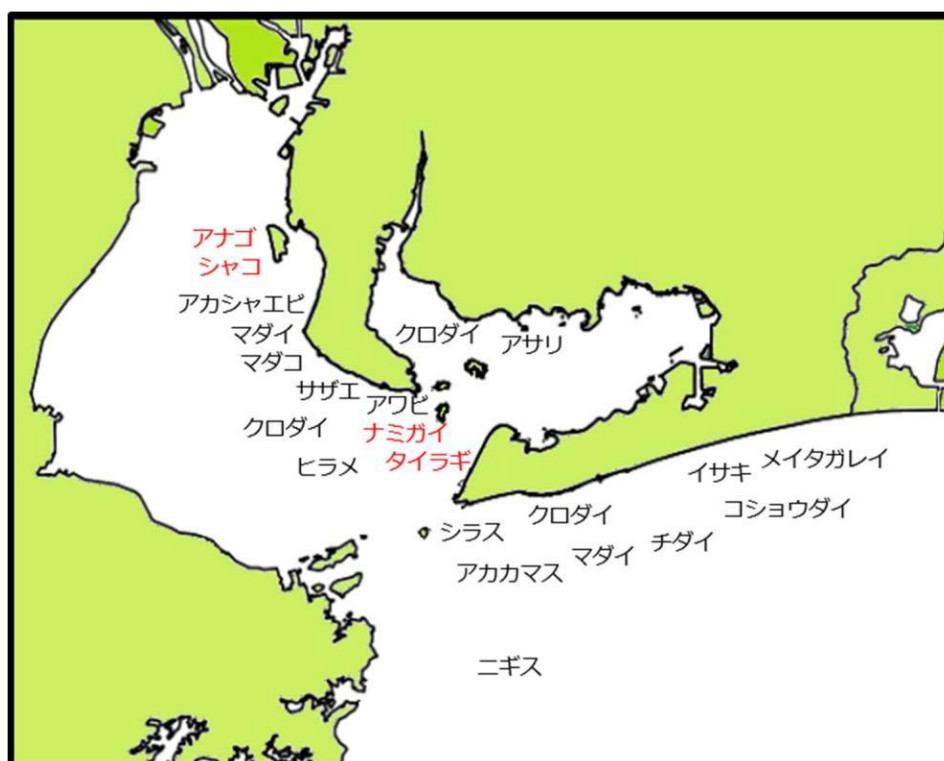 アナゴ
シャコ
アカシャエビ
マダイ
マダコ
サザエ
アワビ
クロダイ
ナミガイ
タイラギ
ヒラメ
クロダイ
アサリ
メイタガレイ
イサキ
コショウダイ
クロダイ
シラス
チダイ
マダイ
アカカマス
ニギス